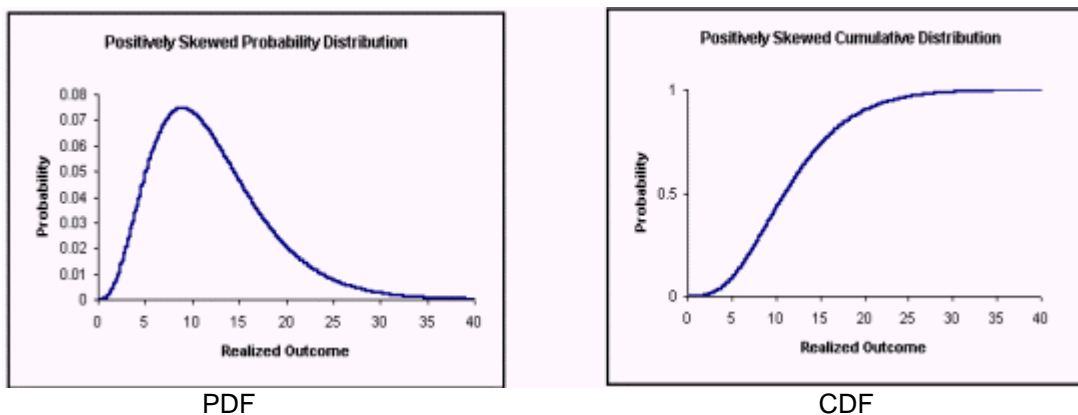 Positively Skewed Probability Distribution
0.08
0.07
0.06
0.05
0.04
0.03
0.02
0.01
0
Probability
0 5 10 15 20 25 30 35 40
Realized Outcome
PDF
Positively Skewed Cumulative Distribution
1
0.5
0
Probability
0 5 10 15 20 25 30 35 40
Realized Outcome
CDF